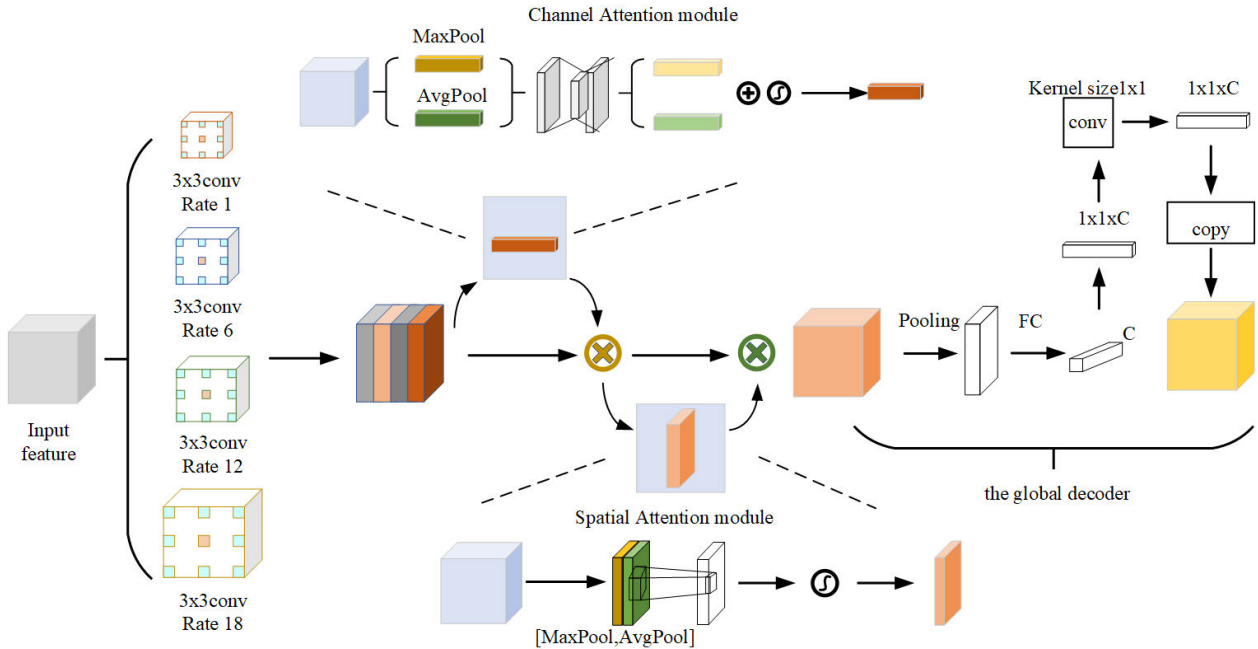 Channel Attention module
MaxPool
AvgPool
Kernel size1x1
1x1xC
conv
3x3conv
Rate 1
1x1xC
copy
3x3conv
Rate 6
Pooling
FC
C
Input
feature
3x3conv
Rate 12
the global decoder
Spatial Attention module
3x3conv
Rate 18
[MaxPool,AvgPool]